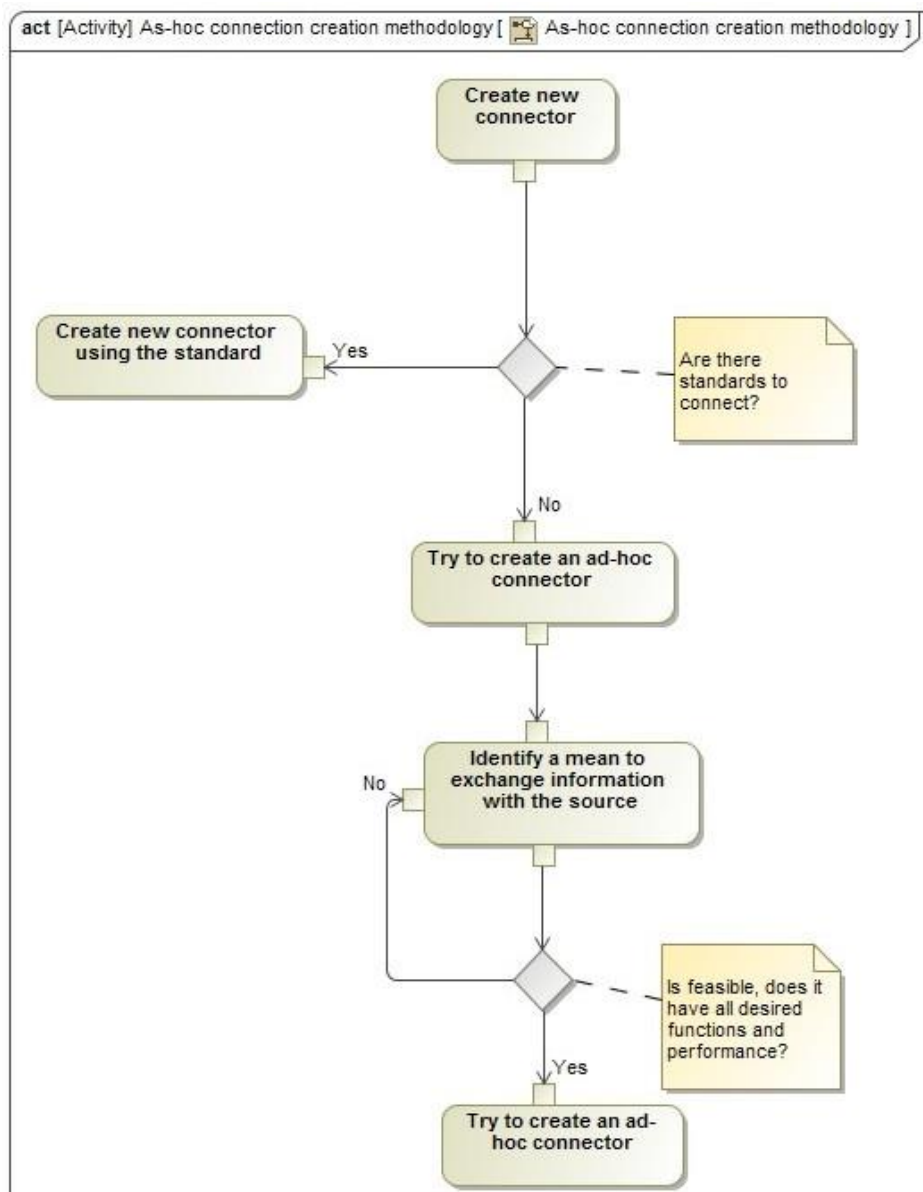 act [Activity] As-hoc connection creation methodology [ As-hoc connection creation methodology ]
Create new
connector
Create new connector
using the standard
Yes
Are there
standards to
connect?
No
Try to create an ad-hoc
connector
Identify a mean to
exchange information
with the source
No
Is feasible, does it
have all desired
functions and
performance?
Yes
Try to create an ad-
hoc connector